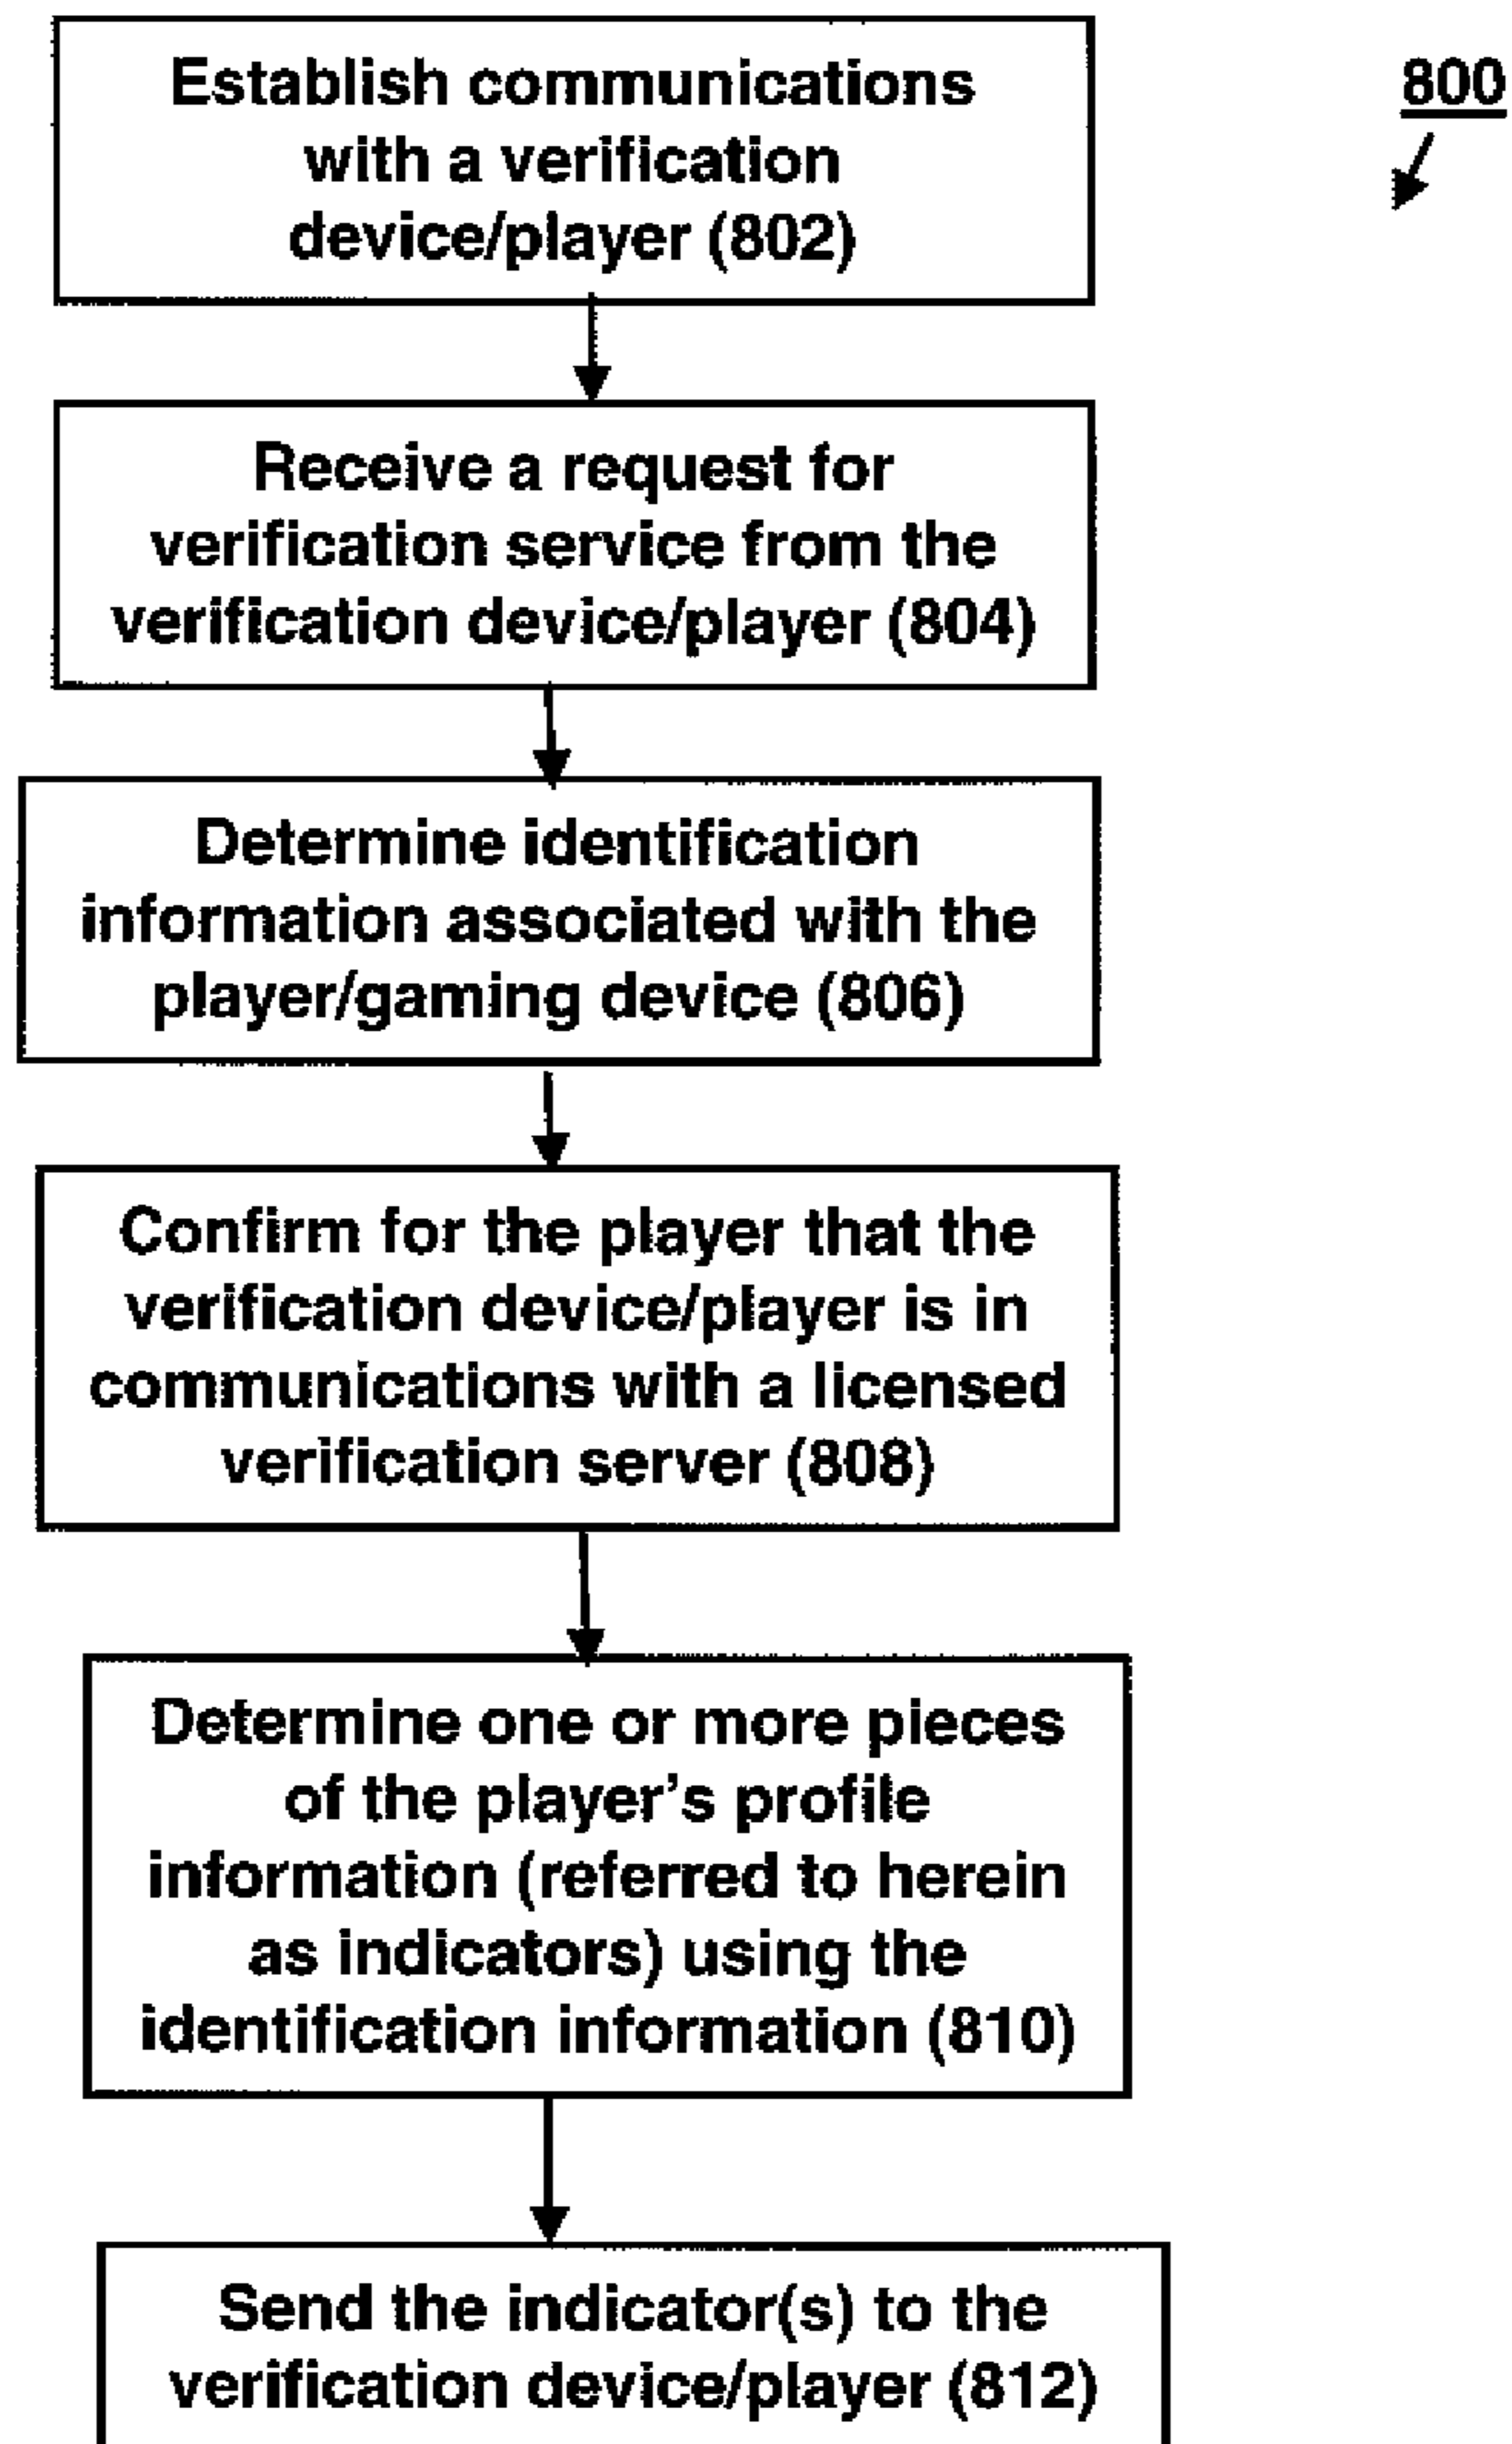 Establish communications
with a verification
device/player (802)
800
Receive a request for
verification service from the
verification device/player (804)
Determine identification
information associated with the
player/gaming device (806)
Confirm for the player that the
verification device/player is in
communications with a licensed
verification server (808)
Determine one or more pieces
of the player's profile
information (referred to herein
as indicators) using the
identification information (810)
Send the indicator(s) to the
verification device/player (812)